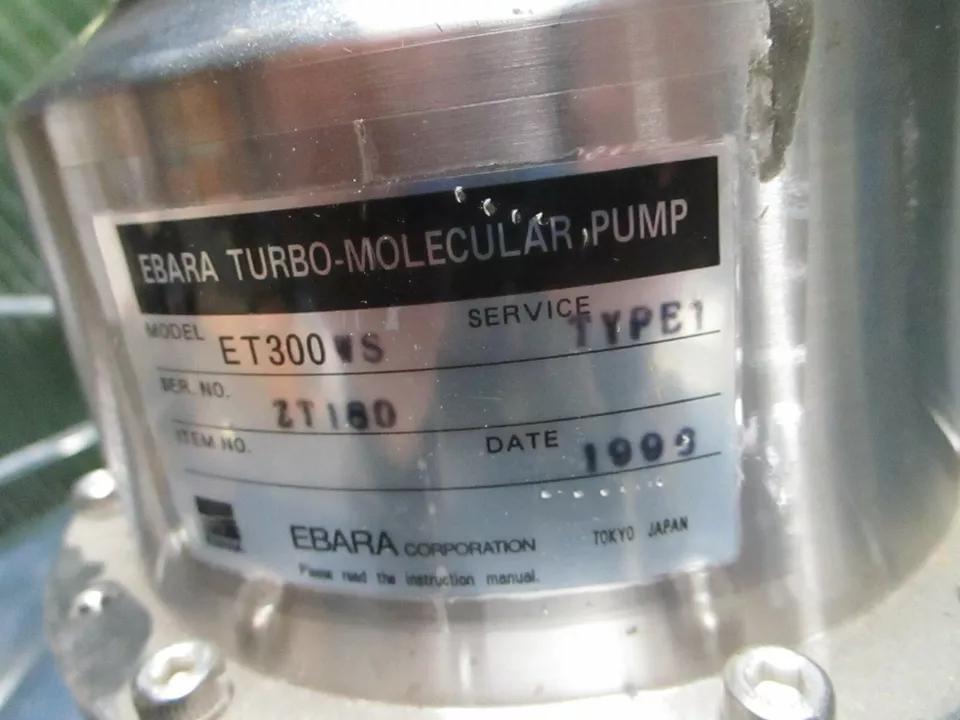 EBARA TURBO-MOLECULAR PUMP
MODEL ET300WS SERVICE TYPE1
SER. NO. ZT180
ITEM NO. DATE 1999
EBARA CORPORATION TOKYO JAPAN
Please read the instruction manual.